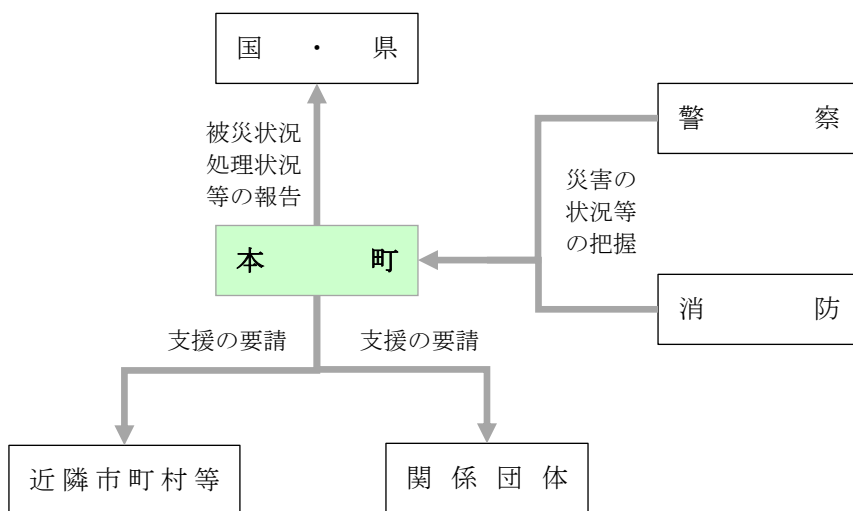 国・県
被災状況
処理状況
等の報告
警察
災害の
状況等
の把握
本町
消防
支援の要請
支援の要請
近隣市町村等
関係団体